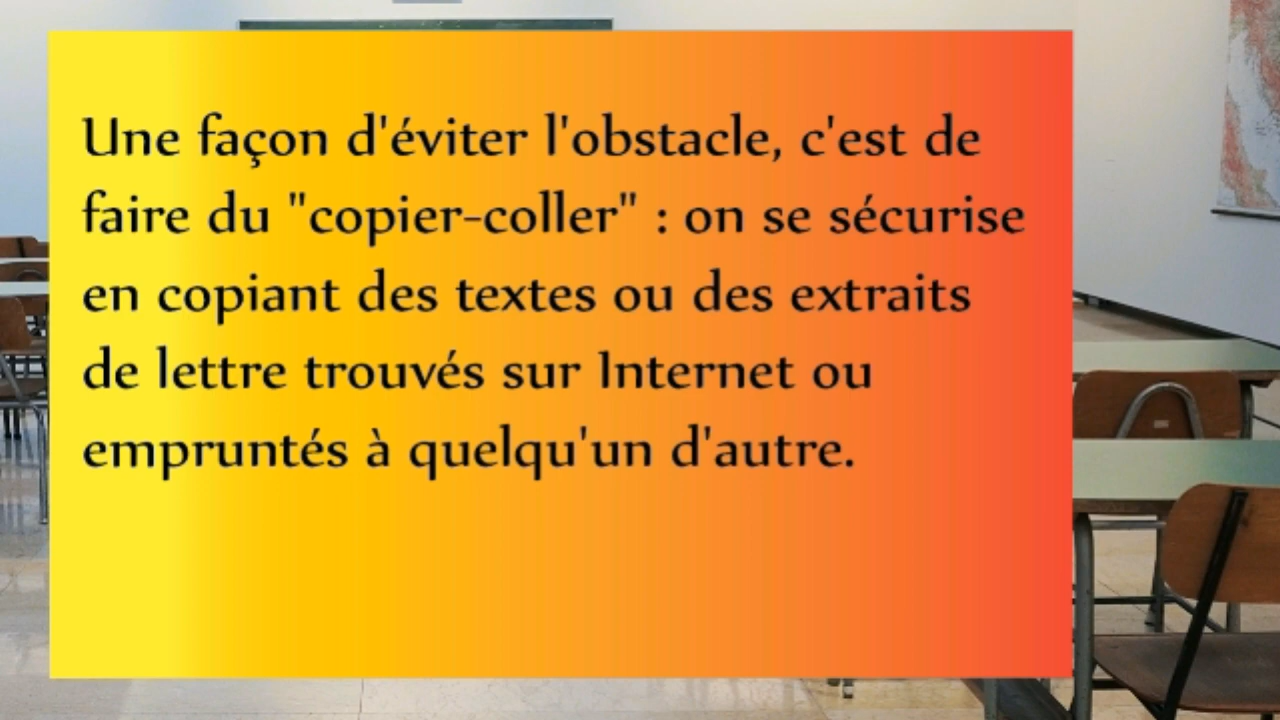 Une façon d'éviter l'obstacle, c'est de
faire du "copier-coller" : on se sécurise
en copiant des textes ou des extraits
de lettre trouvés sur Internet ou
empruntés à quelqu'un d'autre.